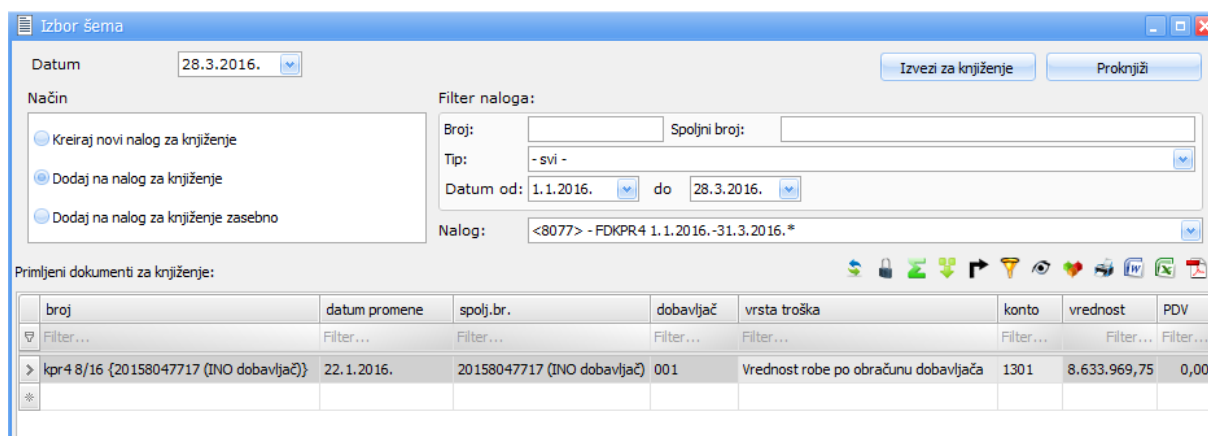 Izbor šema
Datum 28.3.2016. Izvezi za knjiženje Proknjiži
Način Filter naloga:
Kreiraj novi nalog za knjiženje Broj: Spoljni broj:
Tip: - svi -
Dodaj na nalog za knjiženje Datum od: 1.1.2016. do 28.3.2016.
Dodaj na nalog za knjiženje zasebno Nalog: <8077> - FDKPR4 1.1.2016.-31.3.2016.*
Primljeni dokumenti za knjiženje:
broj datum promene spolj.br. dobavljač vrsta troška konto vrednost PDV
Filter... Filter... Filter... Filter... Filter... Filter... Filter... Filter...
kpr4 8/16 {20158047717 (INO dobavljač)} 22.1.2016. 20158047717 (INO dobavljač) 001 Vrednost robe po obračunu dobavljača 1301 8.633.969,75 0,00